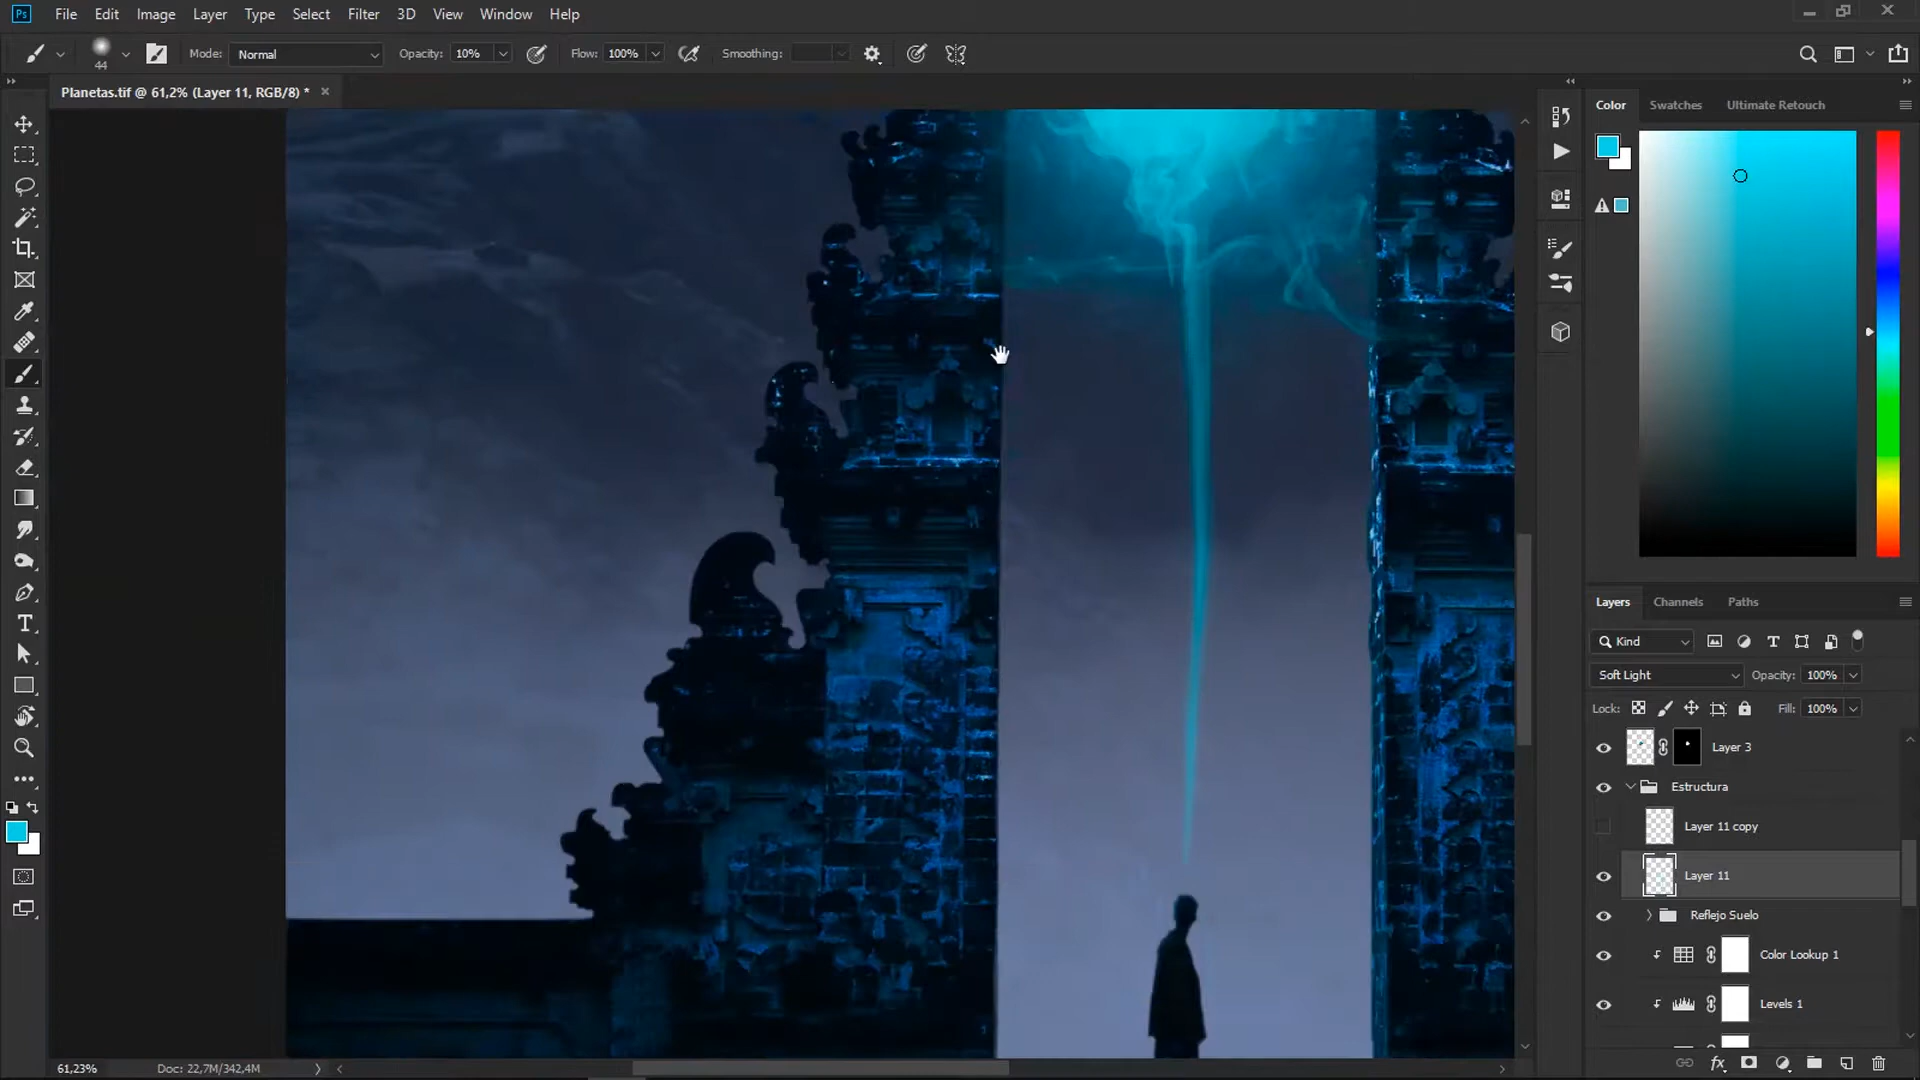 Ps File Edit Image Layer Type Select Filter 3D View Window Help
44 Mode: Normal Opacity: 10% Flow: 100% Smoothing:
Planetas.tif @ 61,2% (Layer 11, RGB/8) *
Color Swatches Ultimate Retouch
Layers Channels Paths
Kind
Soft Light Opacity: 100%
Lock: Fill: 100%
Layer 3
Estructura
Layer 11 copy
Layer 11
Reflejo Suelo
Color Lookup 1
Levels 1
fx
61,23% Doc: 22,7M/342,4M